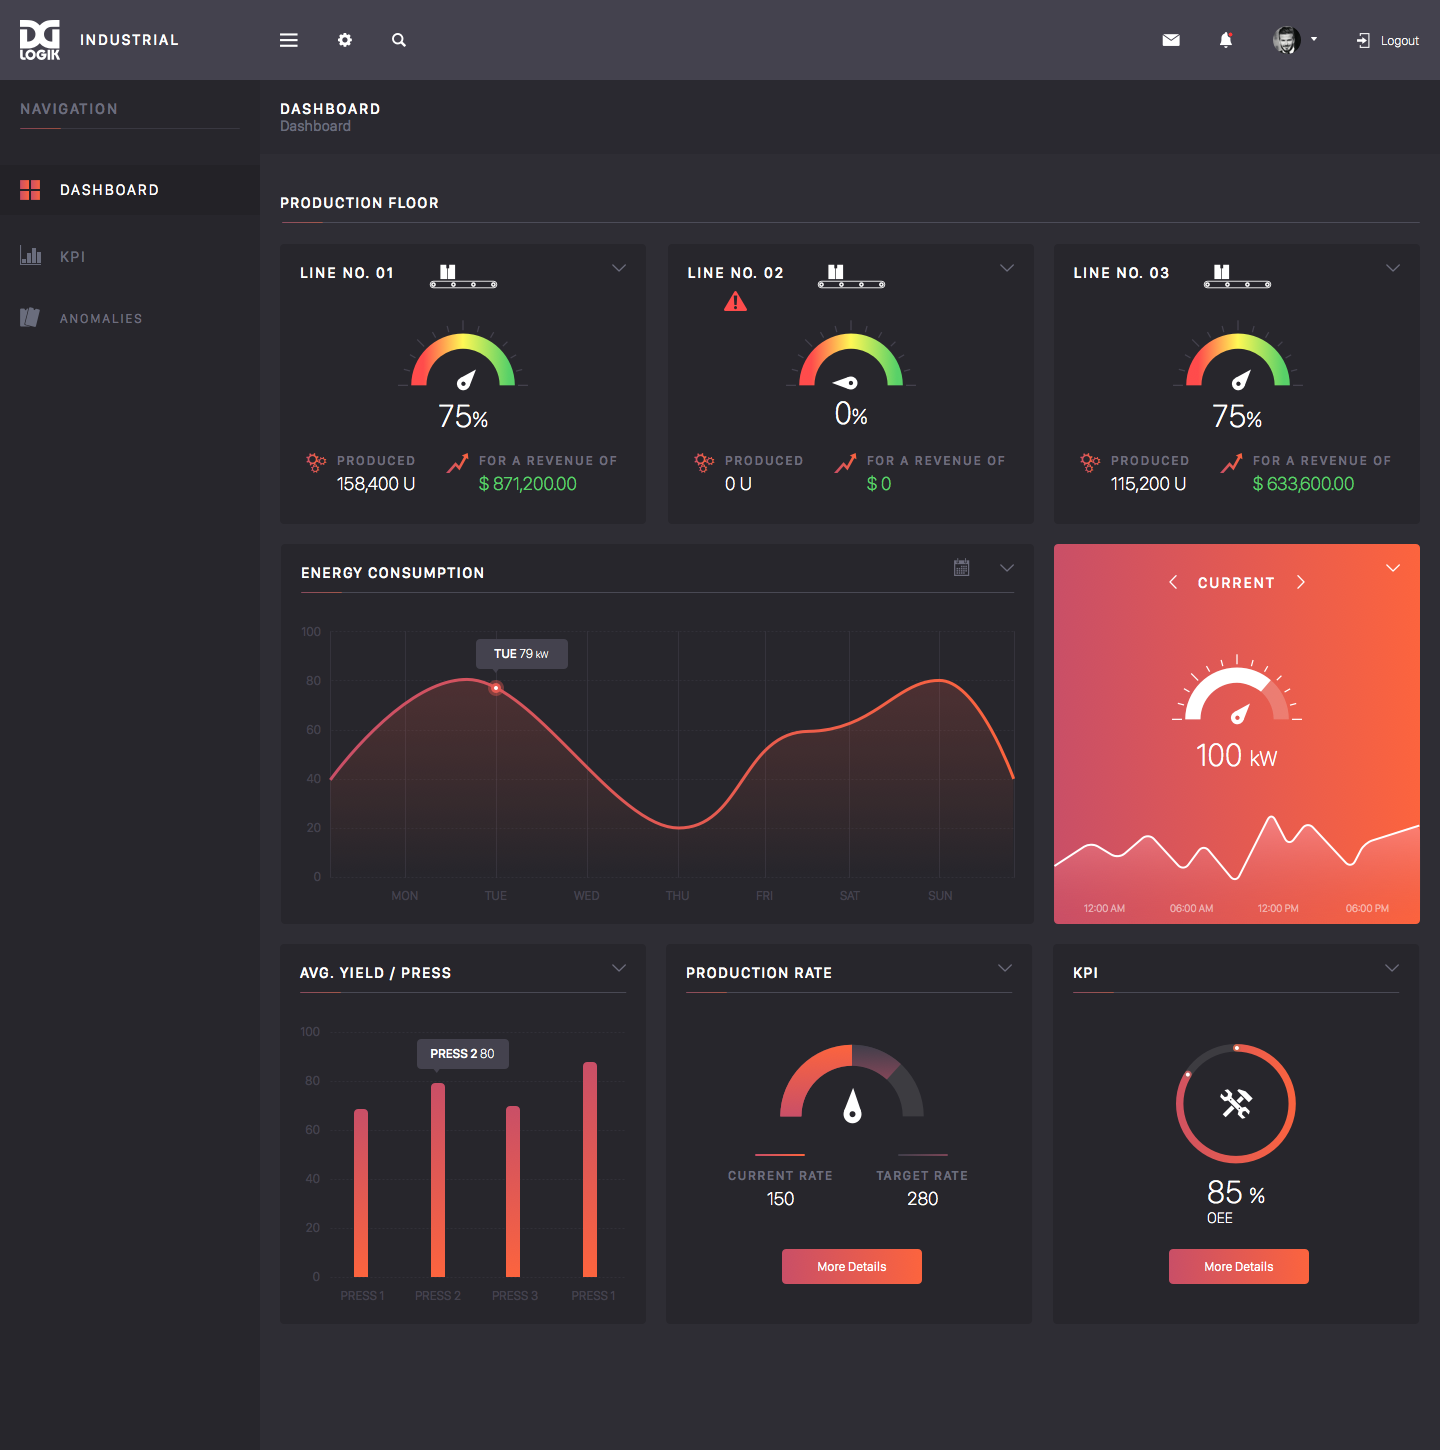 DG
LOGIK
INDUSTRIAL
Logout
NAVIGATION
DASHBOARD
KPI
ANOMALIES
DASHBOARD
Dashboard
PRODUCTION FLOOR
LINE NO. 01
75%
PRODUCED
158,400 U
FOR A REVENUE OF
$ 871,200.00
LINE NO. 02
0%
PRODUCED
0 U
FOR A REVENUE OF
$ 0
LINE NO. 03
75%
PRODUCED
115,200 U
FOR A REVENUE OF
$ 633,600.00
ENERGY CONSUMPTION
100
80
60
40
20
0
TUE 79 kW
MON TUE WED THU FRI SAT SUN
CURRENT
100 kW
12:00 AM 06:00 AM 12:00 PM 06:00 PM
AVG. YIELD / PRESS
100
80
60
40
20
0
PRESS 2 80
PRESS 1 PRESS 2 PRESS 3 PRESS 1
PRODUCTION RATE
CURRENT RATE
150
TARGET RATE
280
More Details
KPI
85 %
OEE
More Details